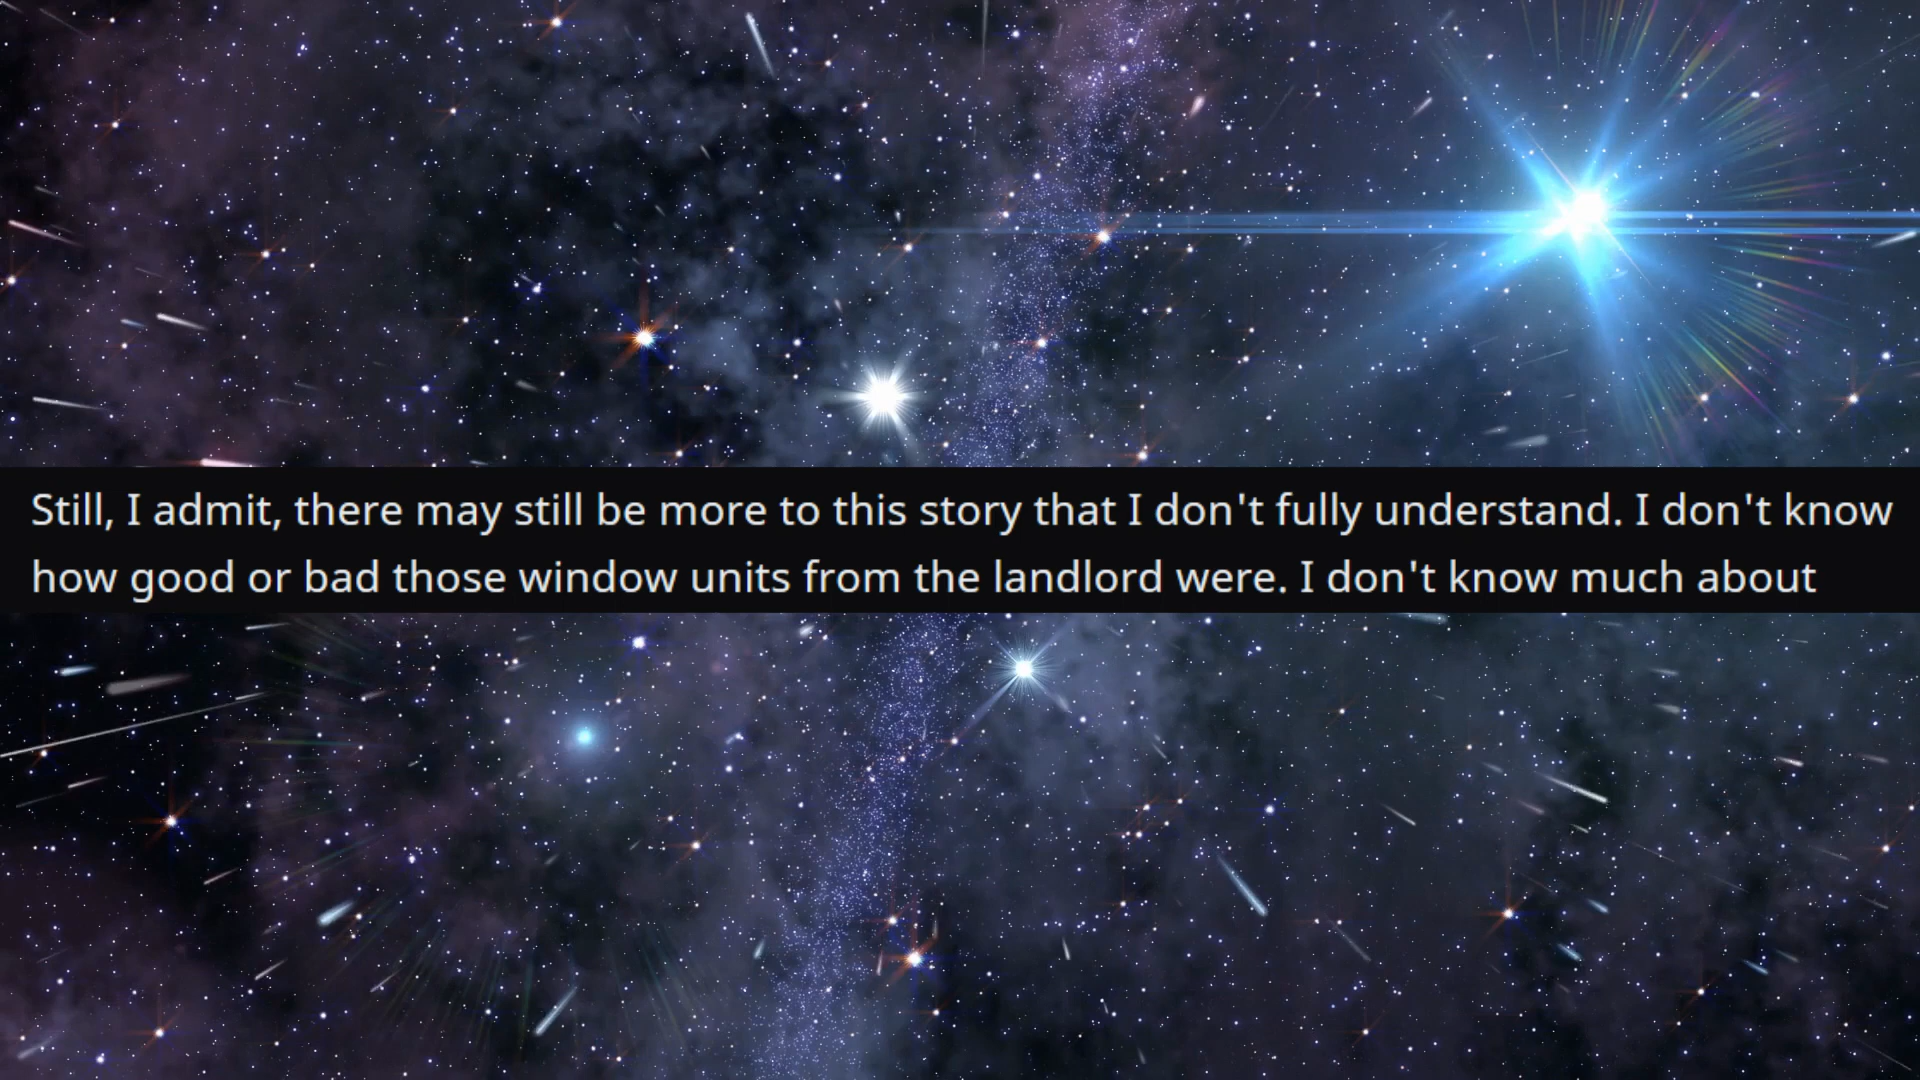 Still, I admit, there may still be more to this story that I don't fully understand. I don't know
how good or bad those window units from the landlord were. I don't know much about